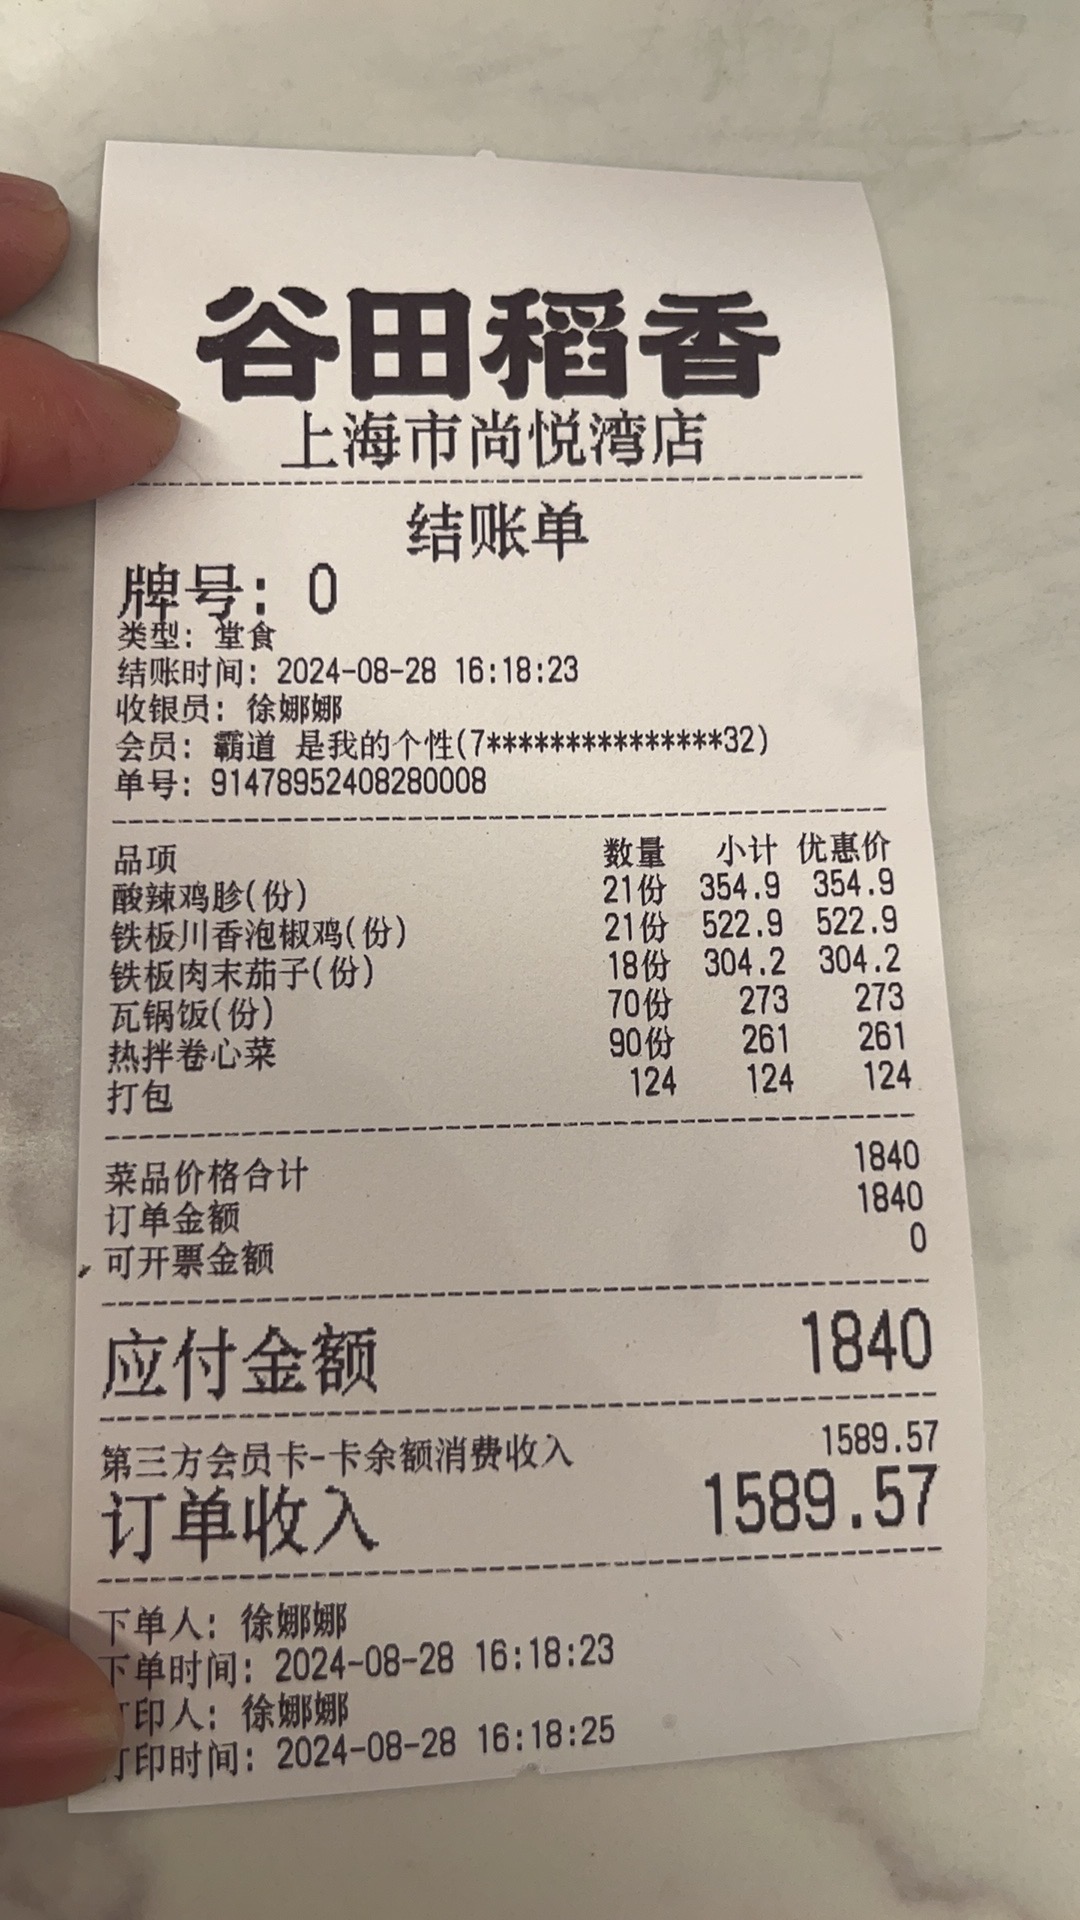 谷田稻香
上海市尚悦湾店
结账单
牌号: 0
类型: 堂食
结账时间: 2024-08-28 16:18:23
收银员: 徐娜娜
会员: 霸道 是我的个性(7***************32)
单号: 91478952408280008
品项 数量 小计 优惠价
酸辣鸡胗(份) 21份 354.9 354.9
铁板川香泡椒鸡(份) 21份 522.9 522.9
铁板肉末茄子(份) 18份 304.2 304.2
瓦锅饭(份) 70份 273 273
热拌卷心菜 90份 261 261
打包 124 124 124
菜品价格合计 1840
订单金额 1840
可开票金额 0
应付金额 1840
第三方会员卡-卡余额消费收入 1589.57
订单收入 1589.57
下单人: 徐娜娜
下单时间: 2024-08-28 16:18:23
打印人: 徐娜娜
打印时间: 2024-08-28 16:18:25